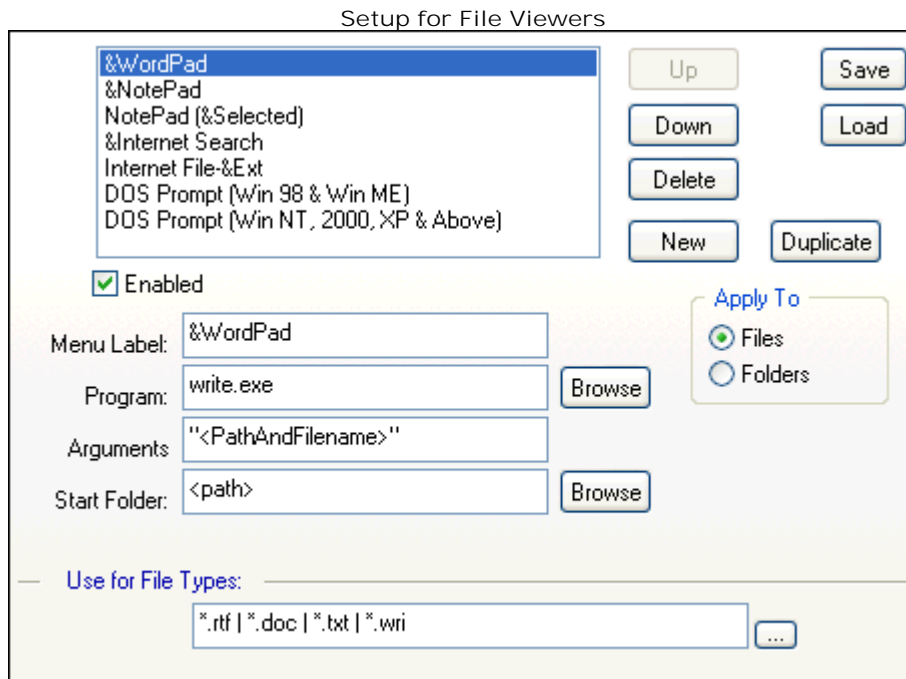 Setup for File Viewers
&WordPad
&NotePad
NotePad (&Selected)
&Internet Search
Internet File-&Ext
DOS Prompt (Win 98 & Win ME)
DOS Prompt (Win NT, 2000, XP & Above)
Up
Save
Down
Load
Delete
New
Duplicate
Enabled
Apply To
Files
Folders
Menu Label:
&WordPad
Program:
write.exe
Browse
Arguments
"<PathAndFilename>"
Start Folder:
<path>
Browse
Use for File Types:
*.rtf | *.doc | *.txt | *.wri
...